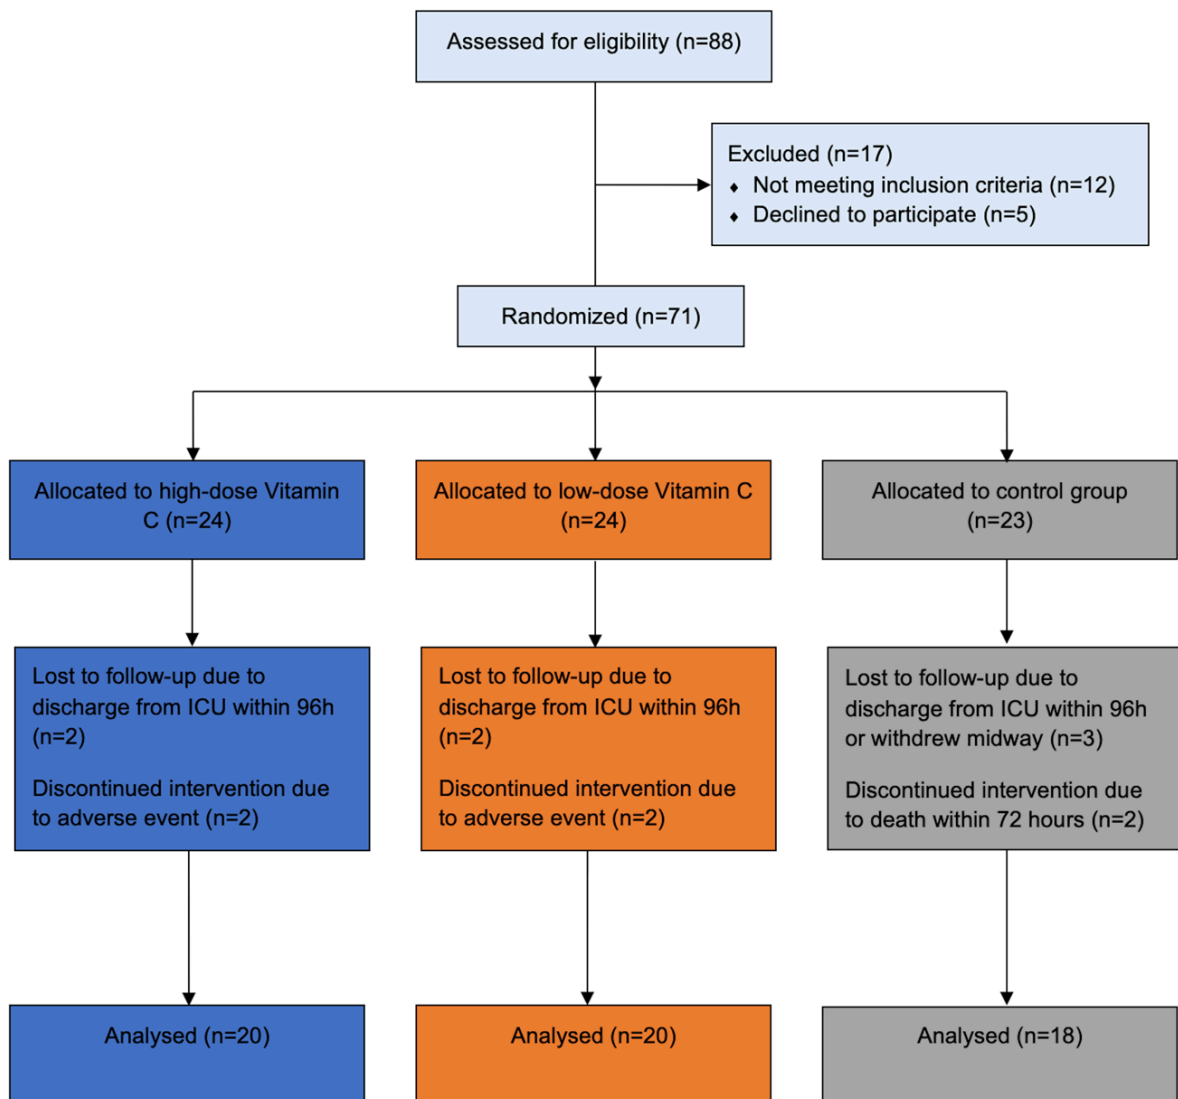 Assessed for eligibility (n=88)
Excluded (n=17)
♦ Not meeting inclusion criteria (n=12)
♦ Declined to participate (n=5)
Randomized (n=71)
Allocated to high-dose Vitamin
C (n=24)
Allocated to low-dose Vitamin C
(n=24)
Allocated to control group
(n=23)
Lost to follow-up due to
discharge from ICU within 96h
(n=2)
Discontinued intervention due
to adverse event (n=2)
Lost to follow-up due to
discharge from ICU within 96h
(n=2)
Discontinued intervention due
to adverse event (n=2)
Lost to follow-up due to
discharge from ICU within 96h
or withdrew midway (n=3)
Discontinued intervention due
to death within 72 hours (n=2)
Analysed (n=20)
Analysed (n=20)
Analysed (n=18)